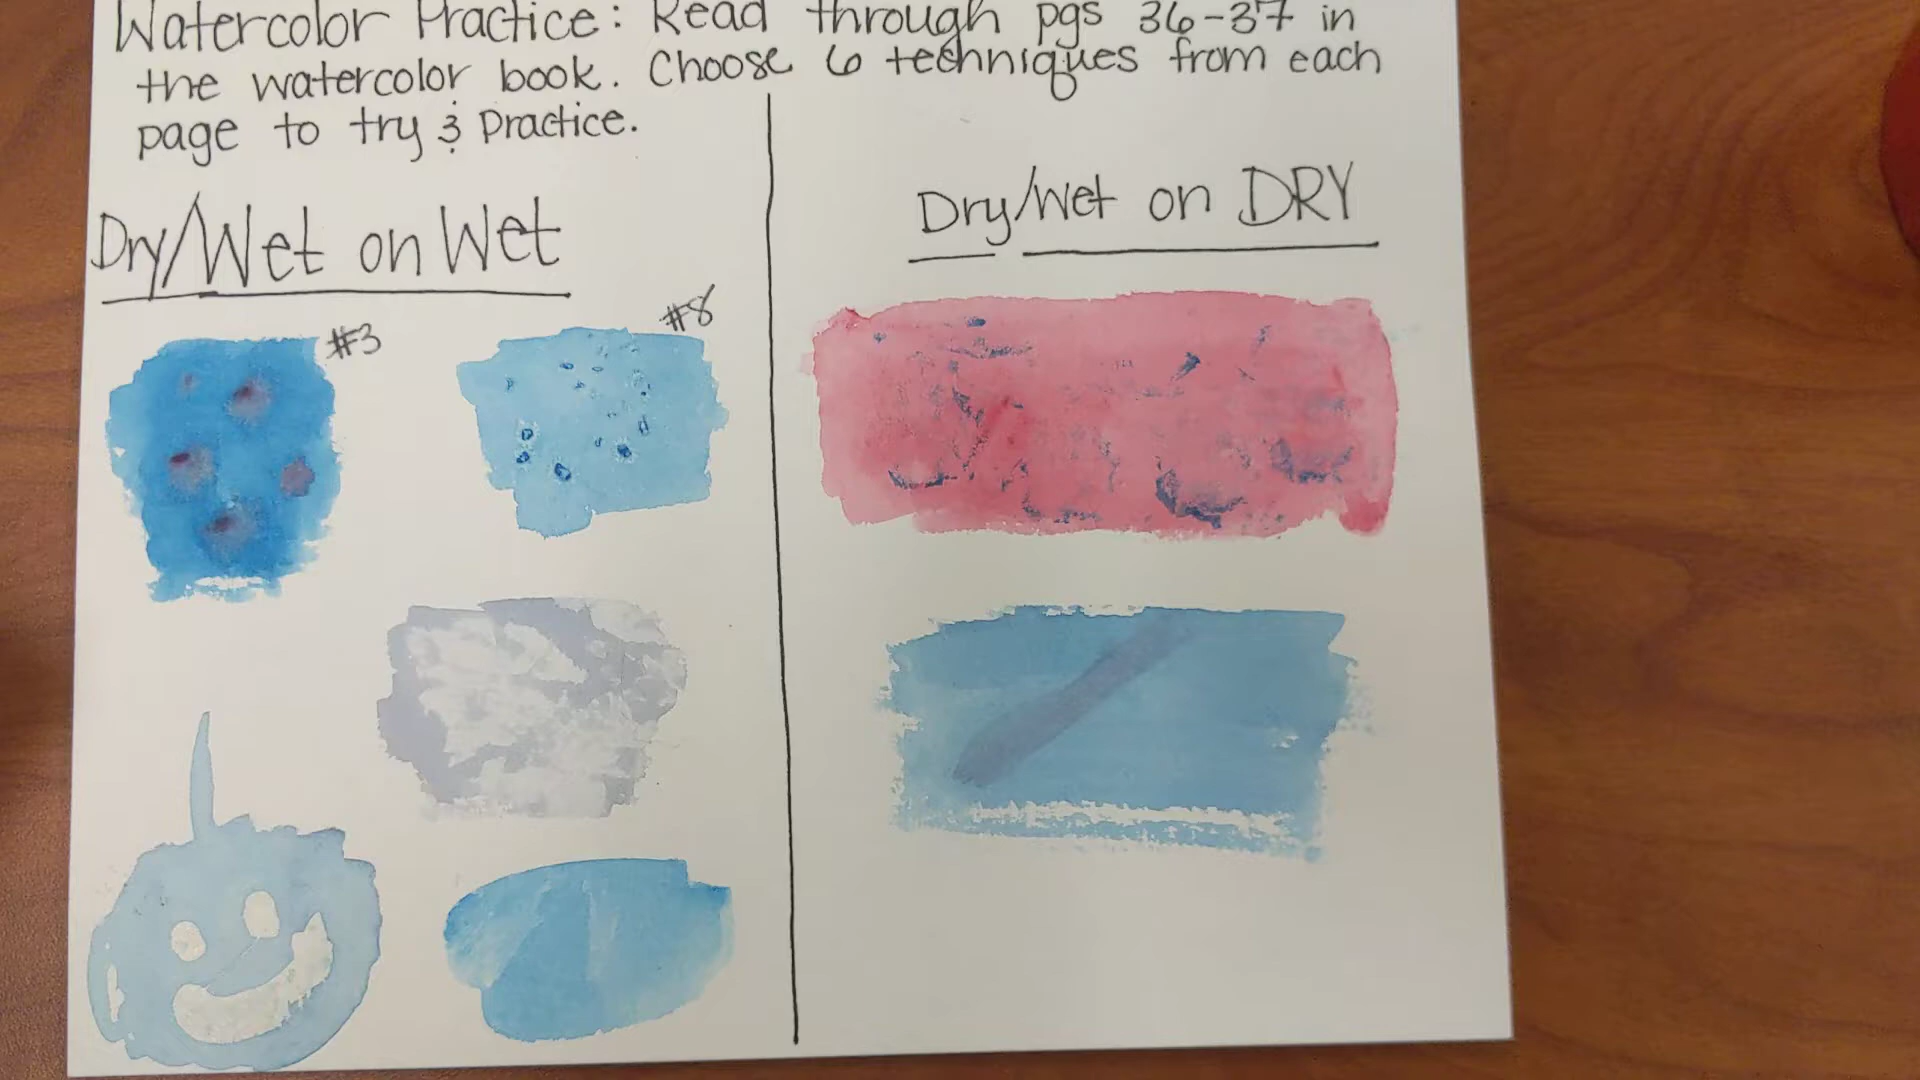 Watercolor Practice: Read through pgs 36-37 in
the watercolor book. Choose 6 techniques from each
page to try & Practice.
Dry/Wet on Wet
Dry/Wet on DRY
#3
#8